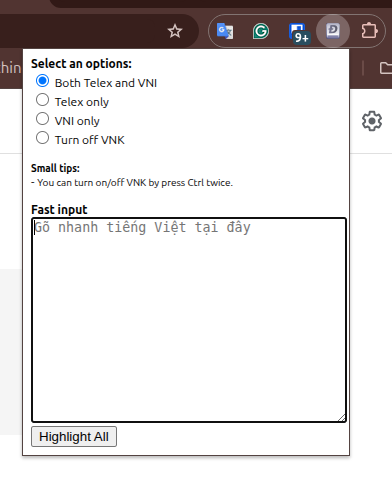 9+
thin
Select an options:
Both Telex and VNI
Telex only
VNI only
Turn off VNK
Small tips:
- You can turn on/off VNK by press Ctrl twice.
Fast input
Gõ nhanh tiếng Việt tại đây
Highlight All